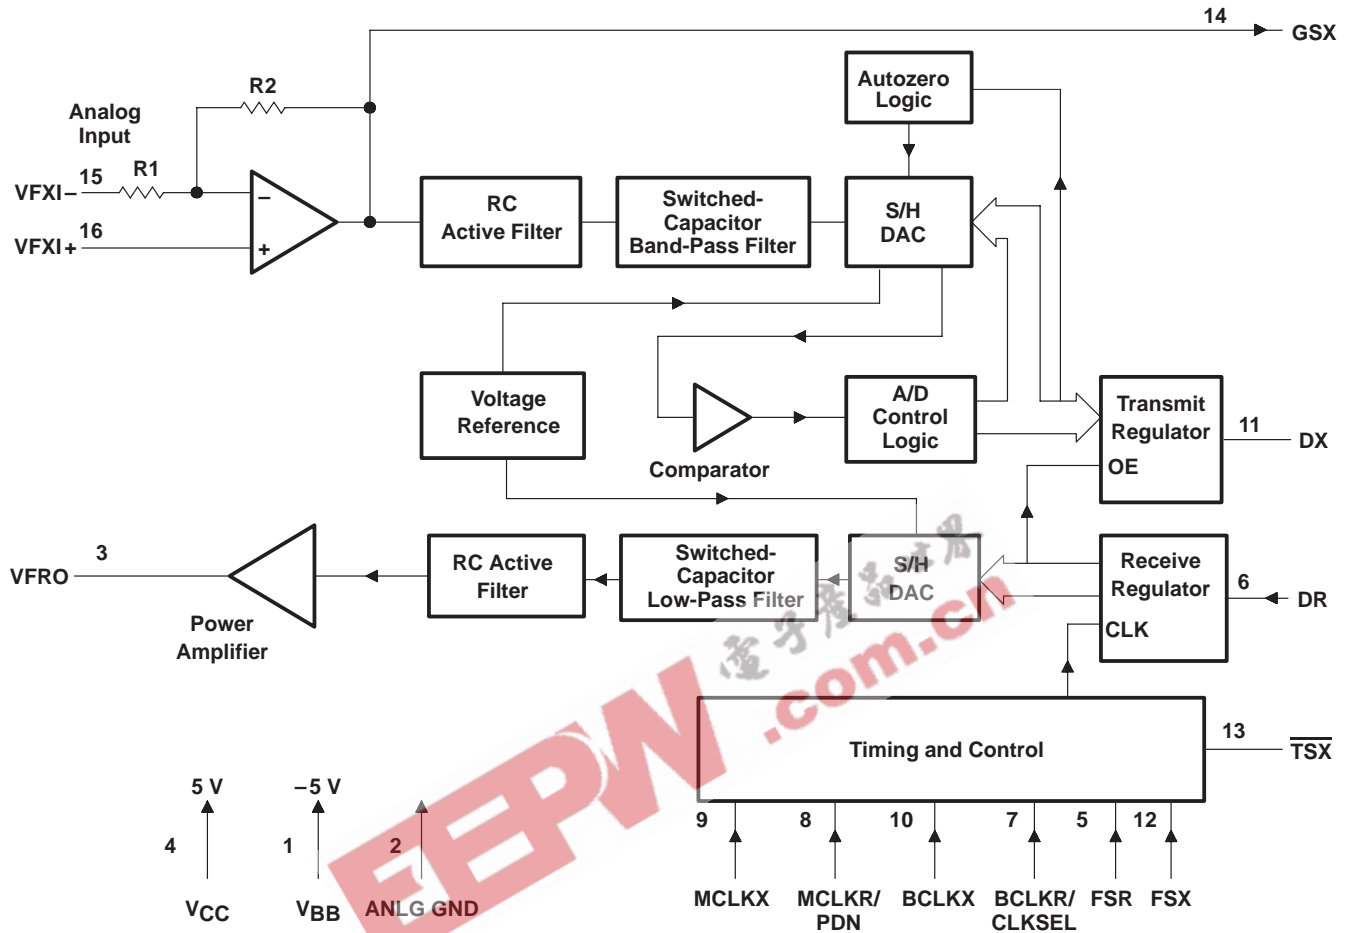 14
GSX
R2
Autozero
Logic
Analog
Input
15
R1
VFXI−
−
RC
Active Filter
Switched-
Capacitor
Band-Pass Filter
S/H
DAC
16
VFXI+
+
Voltage
Reference
A/D
Control
Logic
Transmit
Regulator
11
DX
OE
Comparator
3
VFRO
RC Active
Filter
Switched-
Capacitor
Low-Pass Filter
S/H
DAC
Receive
Regulator
6
DR
CLK
Power
Amplifier
電子產品世界
.com.cn
EEPW
Timing and Control
13
TSX
5 V
−5 V
9
8
10
7
5
12
4
1
2
VCC
VBB
ANLG GND
MCLKX
MCLKR/
PDN
BCLKX
BCLKR/
CLKSEL
FSR
FSX